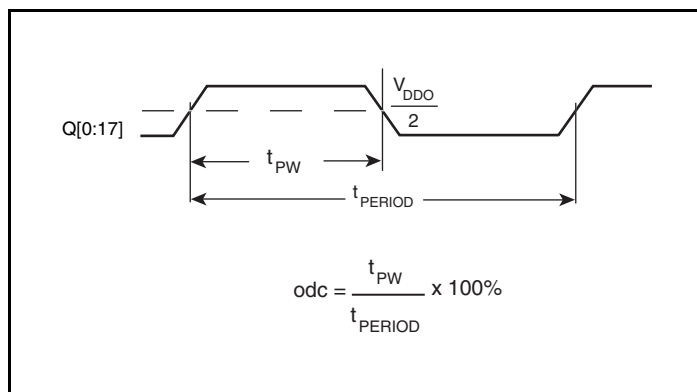 V_DDO
2
Q[0:17]
t_PW
t_PERIOD
odc = t_PW / t_PERIOD x 100%